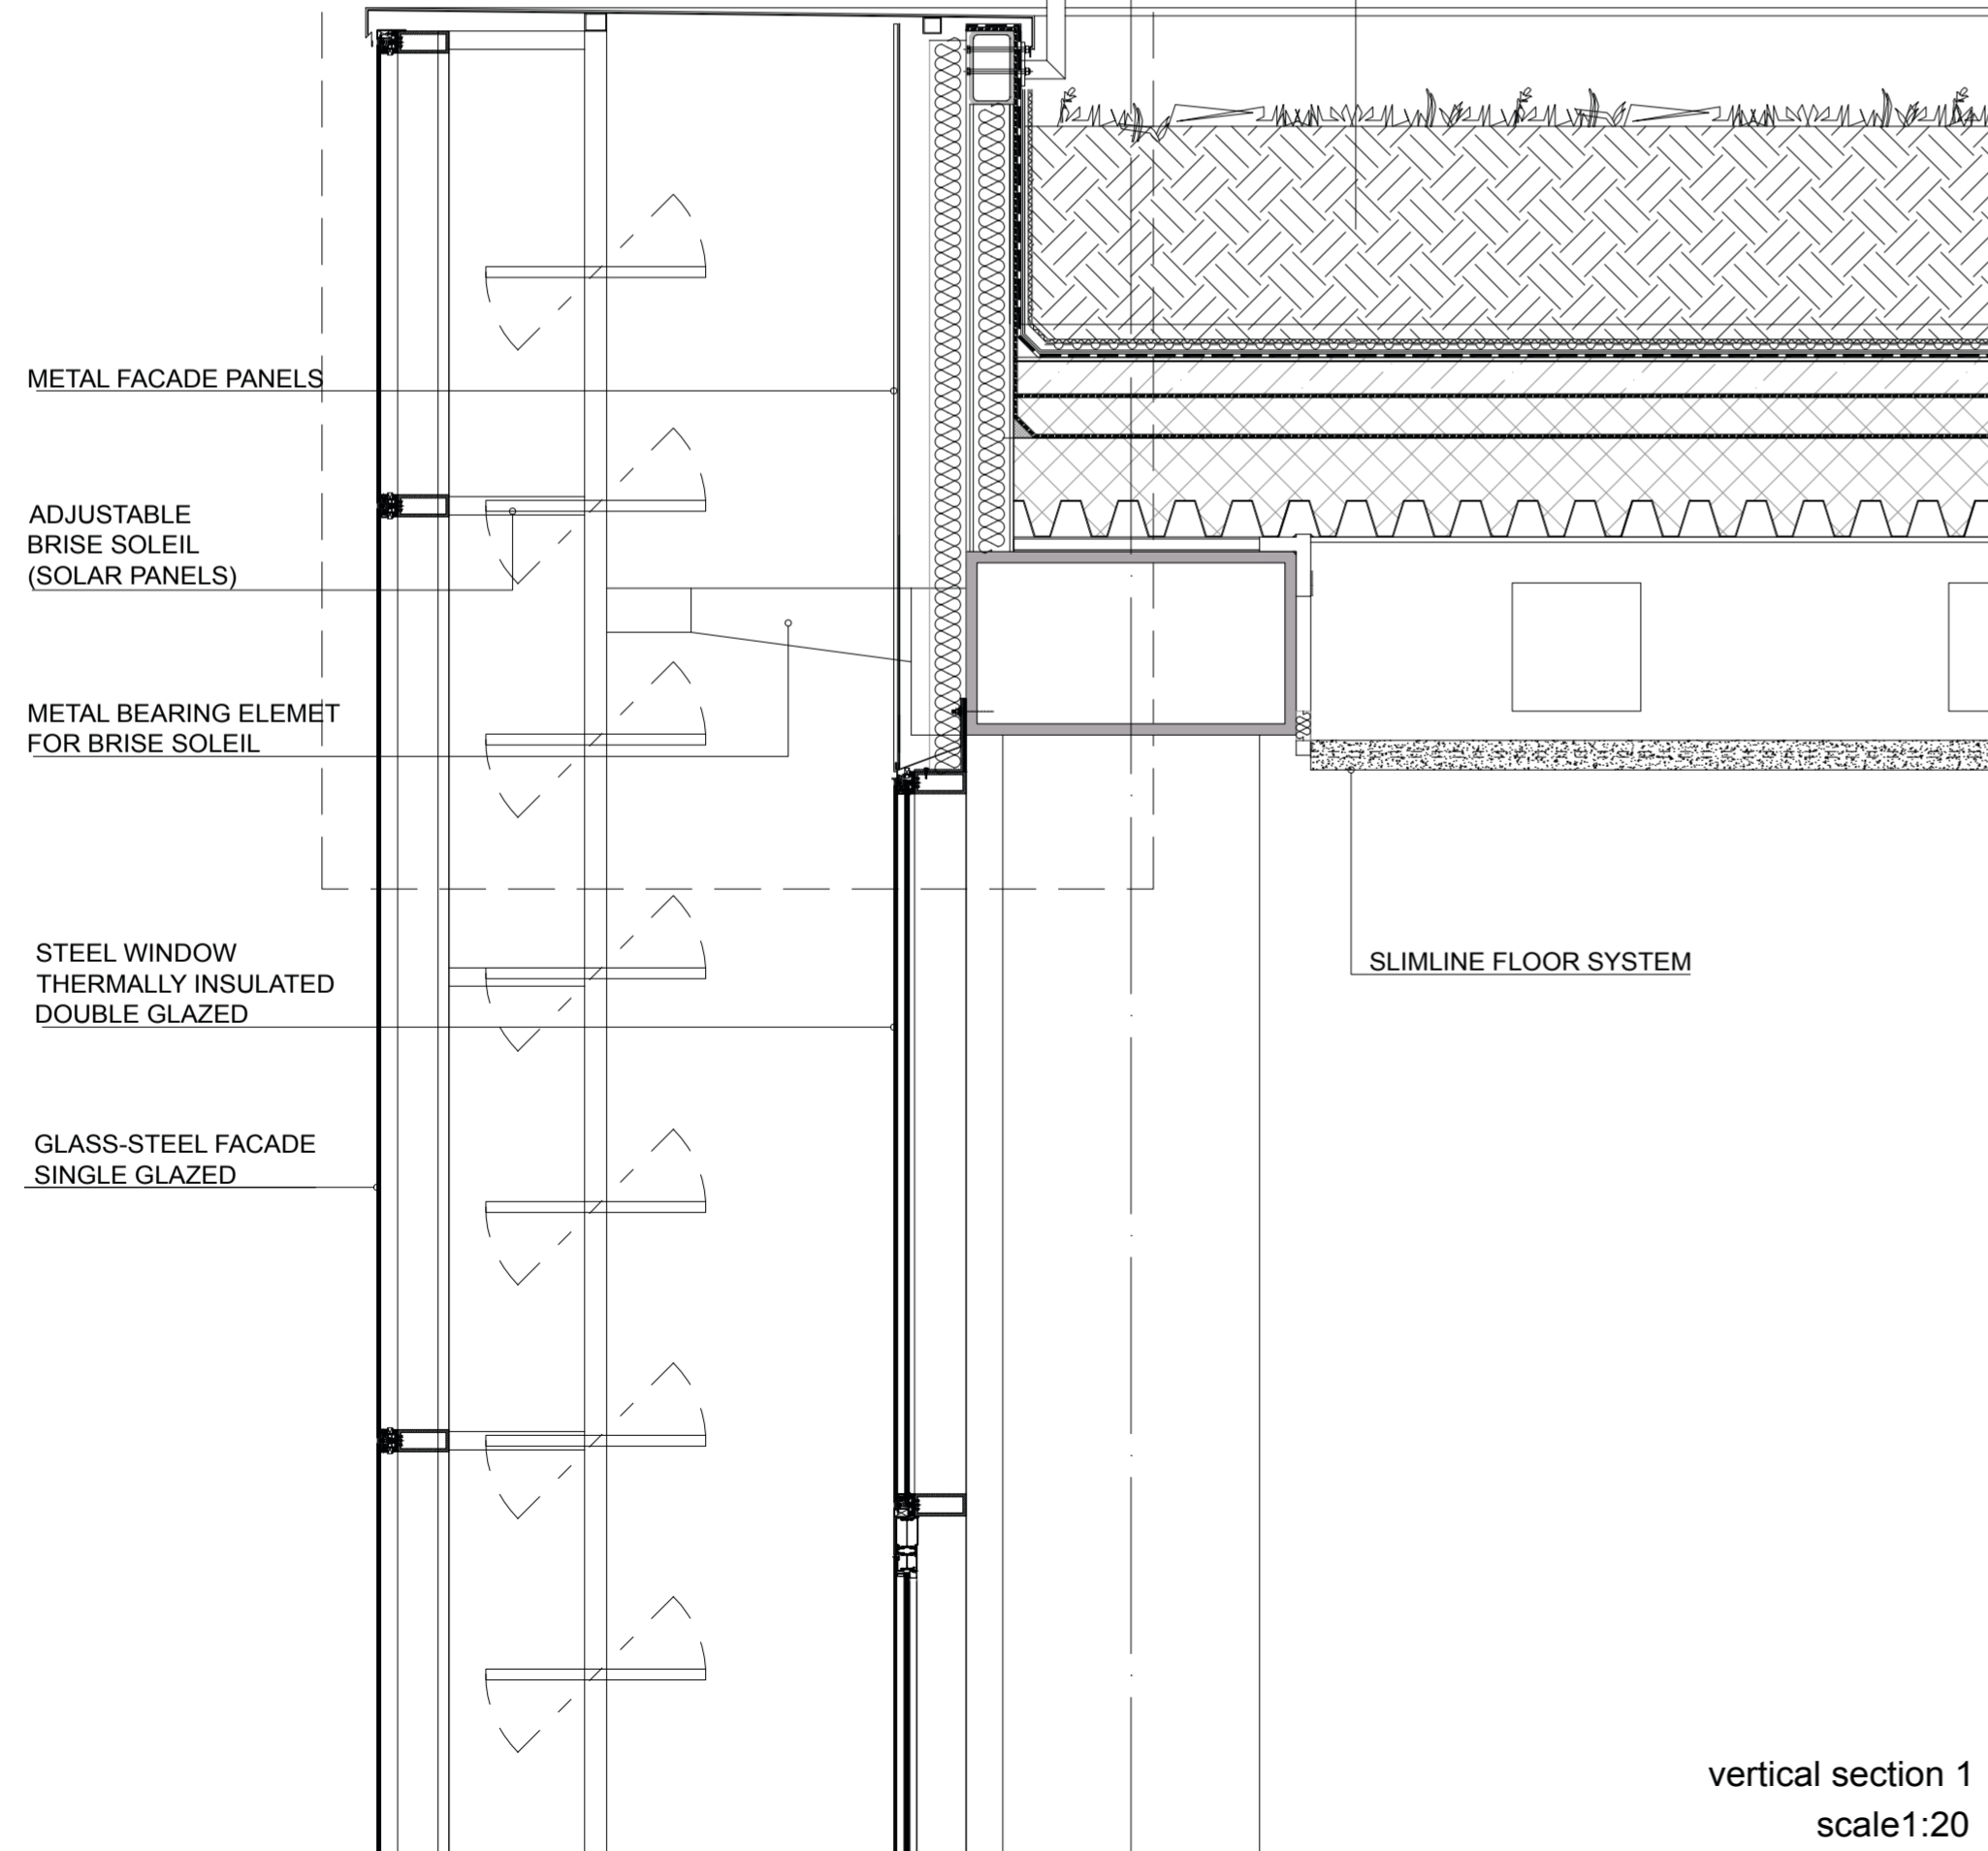 METAL FACADE PANELS
ADJUSTABLE
BRISE SOLEIL
(SOLAR PANELS)
METAL BEARING ELEMET
FOR BRISE SOLEIL
STEEL WINDOW
THERMALLY INSULATED
DOUBLE GLAZED
SLIMLINE FLOOR SYSTEM
GLASS-STEEL FACADE
SINGLE GLAZED
vertical section 1
scale1:20